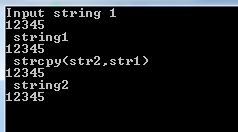 Input string 1
12345
string1
12345
strcpy(str2,str1)
12345
string2
12345